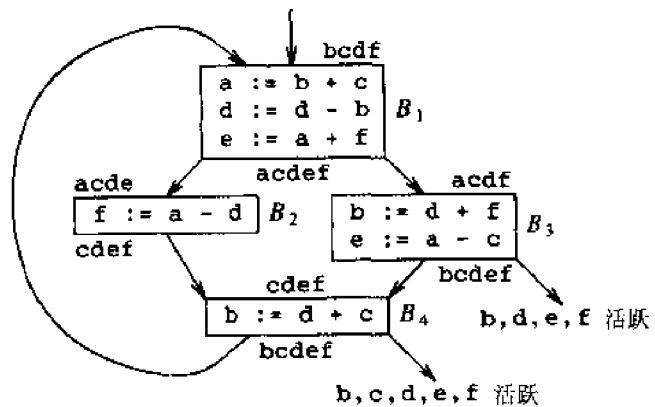 bcdf
a := b + c
d := d - b
e := a + f
B1
acdef
acde
f := a - d
B2
cdef
acdf
b := d + f
e := a - c
B3
bcdef
cdef
b := d + c
B4
bcdef
b,d,e,f 活跃
b,c,d,e,f 活跃